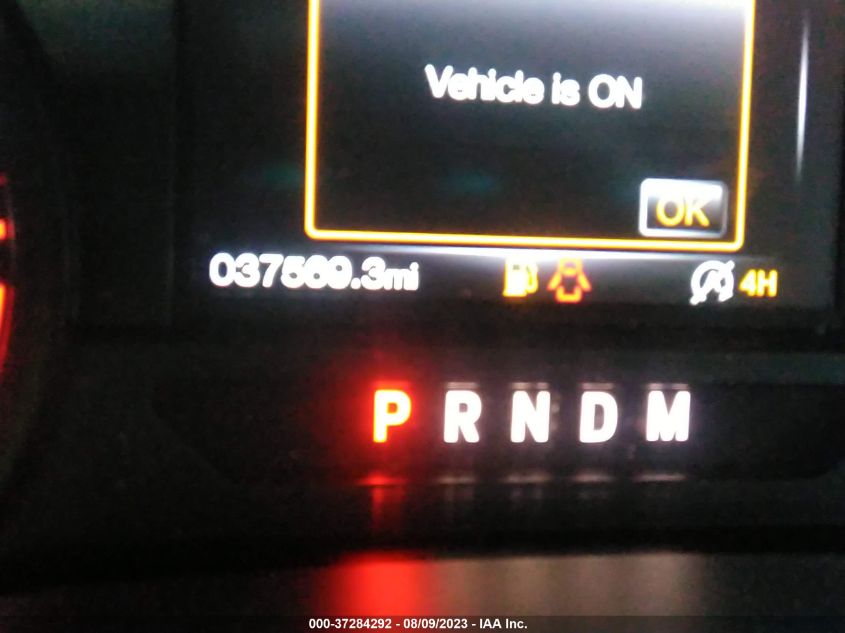 Vehicle is ON
OK
037569.3mi
4H
P R N D M
000-37284292 - 08/09/2023 - IAA Inc.